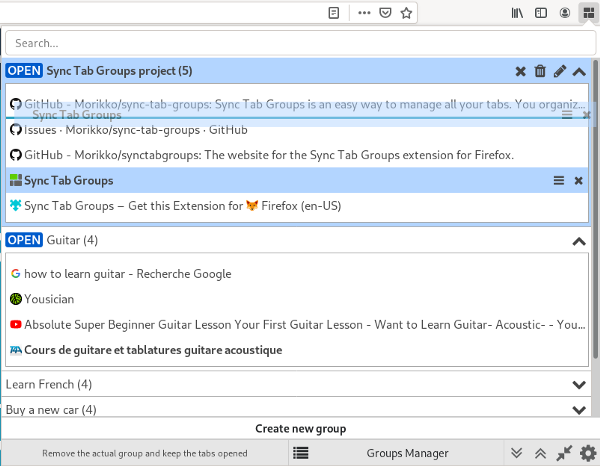 Search...
OPEN Sync Tab Groups project (5)
GitHub - Morikko/sync-tab-groups: Sync Tab Groups is an easy way to manage all your tabs. You organiz...
Sync Tab Groups
Issues · Morikko/sync-tab-groups · GitHub
GitHub - Morikko/synctabgroups: The website for the Sync Tab Groups extension for Firefox.
Sync Tab Groups
Sync Tab Groups – Get this Extension for 🦊 Firefox (en-US)
OPEN Guitar (4)
how to learn guitar - Recherche Google
Yousician
Absolute Super Beginner Guitar Lesson Your First Guitar Lesson - Want to Learn Guitar- Acoustic- - You...
Cours de guitare et tablatures guitare acoustique
Learn French (4)
Buy a new car (4)
Create new group
Remove the actual group and keep the tabs opened
Groups Manager